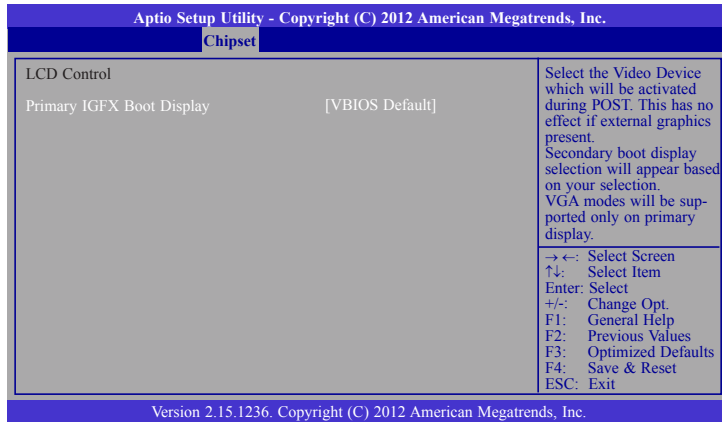 Aptio Setup Utility - Copyright (C) 2012 American Megatrends, Inc.
Chipset
LCD Control
Primary IGFX Boot Display [VBIOS Default]
Select the Video Device
which will be activated
during POST. This has no
effect if external graphics
present.
Secondary boot display
selection will appear based
on your selection.
VGA modes will be sup-
ported only on primary
display.
→←: Select Screen
↑↓: Select Item
Enter: Select
+/-: Change Opt.
F1: General Help
F2: Previous Values
F3: Optimized Defaults
F4: Save & Reset
ESC: Exit
Version 2.15.1236. Copyright (C) 2012 American Megatrends, Inc.